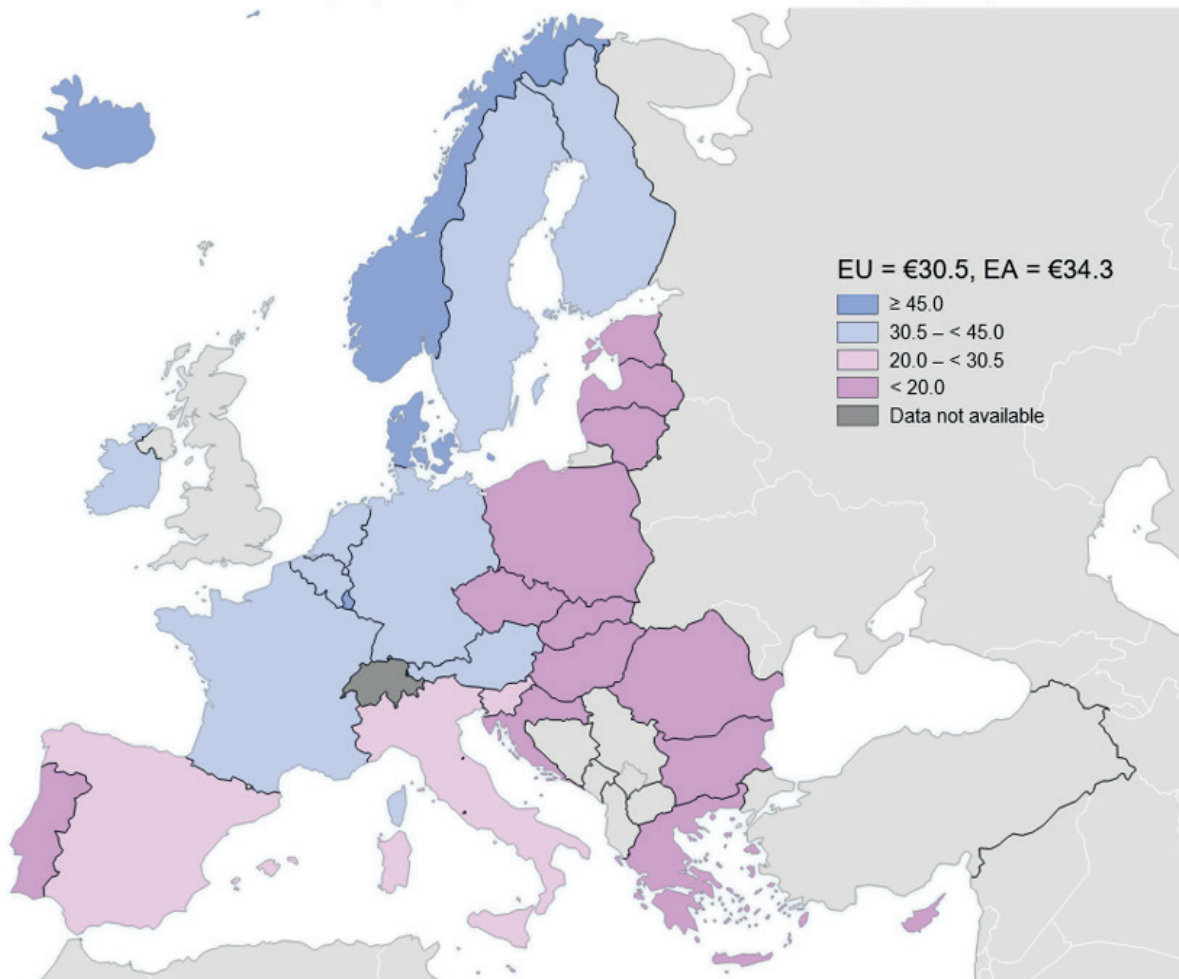 EU = €30.5, EA = €34.3
≥ 45.0
30.5 – < 45.0
20.0 – < 30.5
< 20.0
Data not available